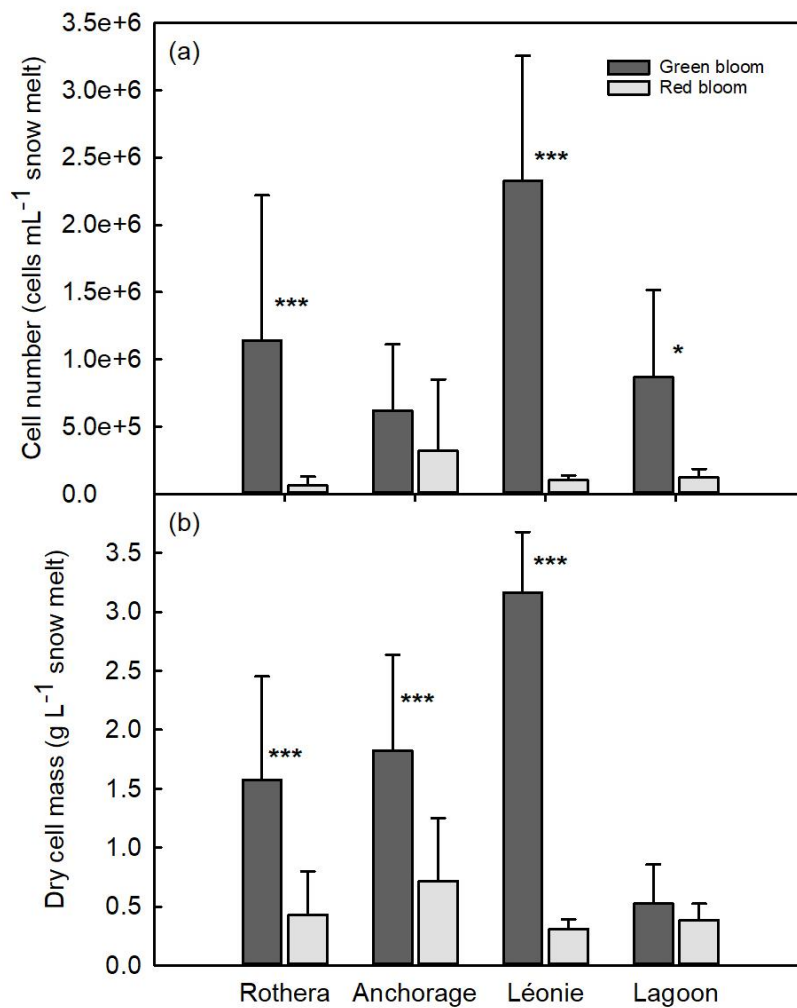 (a)
Green bloom
Red bloom
3.5e+6
3.0e+6
2.5e+6
2.0e+6
1.5e+6
1.0e+6
5.0e+5
0.0
Cell number (cells mL⁻¹ snow melt)
***
***
*
(b)
3.5
3.0
2.5
2.0
1.5
1.0
0.5
0.0
Dry cell mass (g L⁻¹ snow melt)
***
***
***
Rothera Anchorage Léonie Lagoon